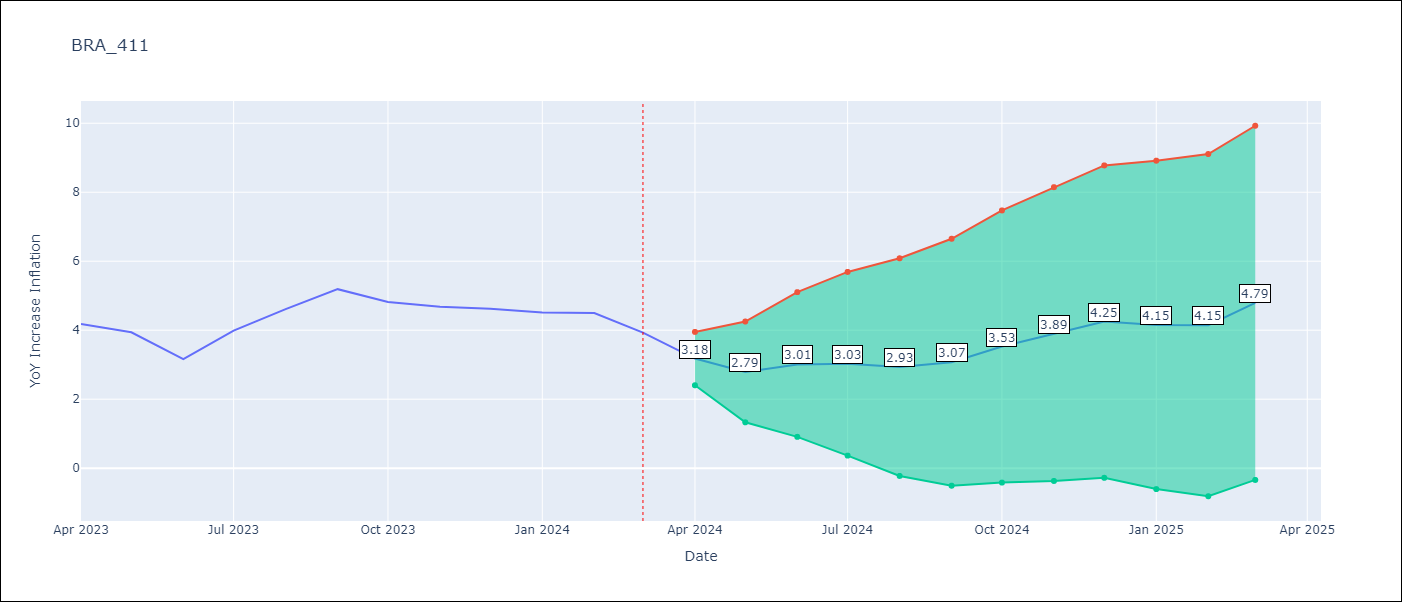 BRA_411
YoY Increase Inflation
10
8
6
4
2
0
3.18
2.79
3.01
3.03
2.93
3.07
3.53
3.89
4.25
4.15
4.15
4.79
Apr 2023
Jul 2023
Oct 2023
Jan 2024
Apr 2024
Jul 2024
Oct 2024
Jan 2025
Apr 2025
Date